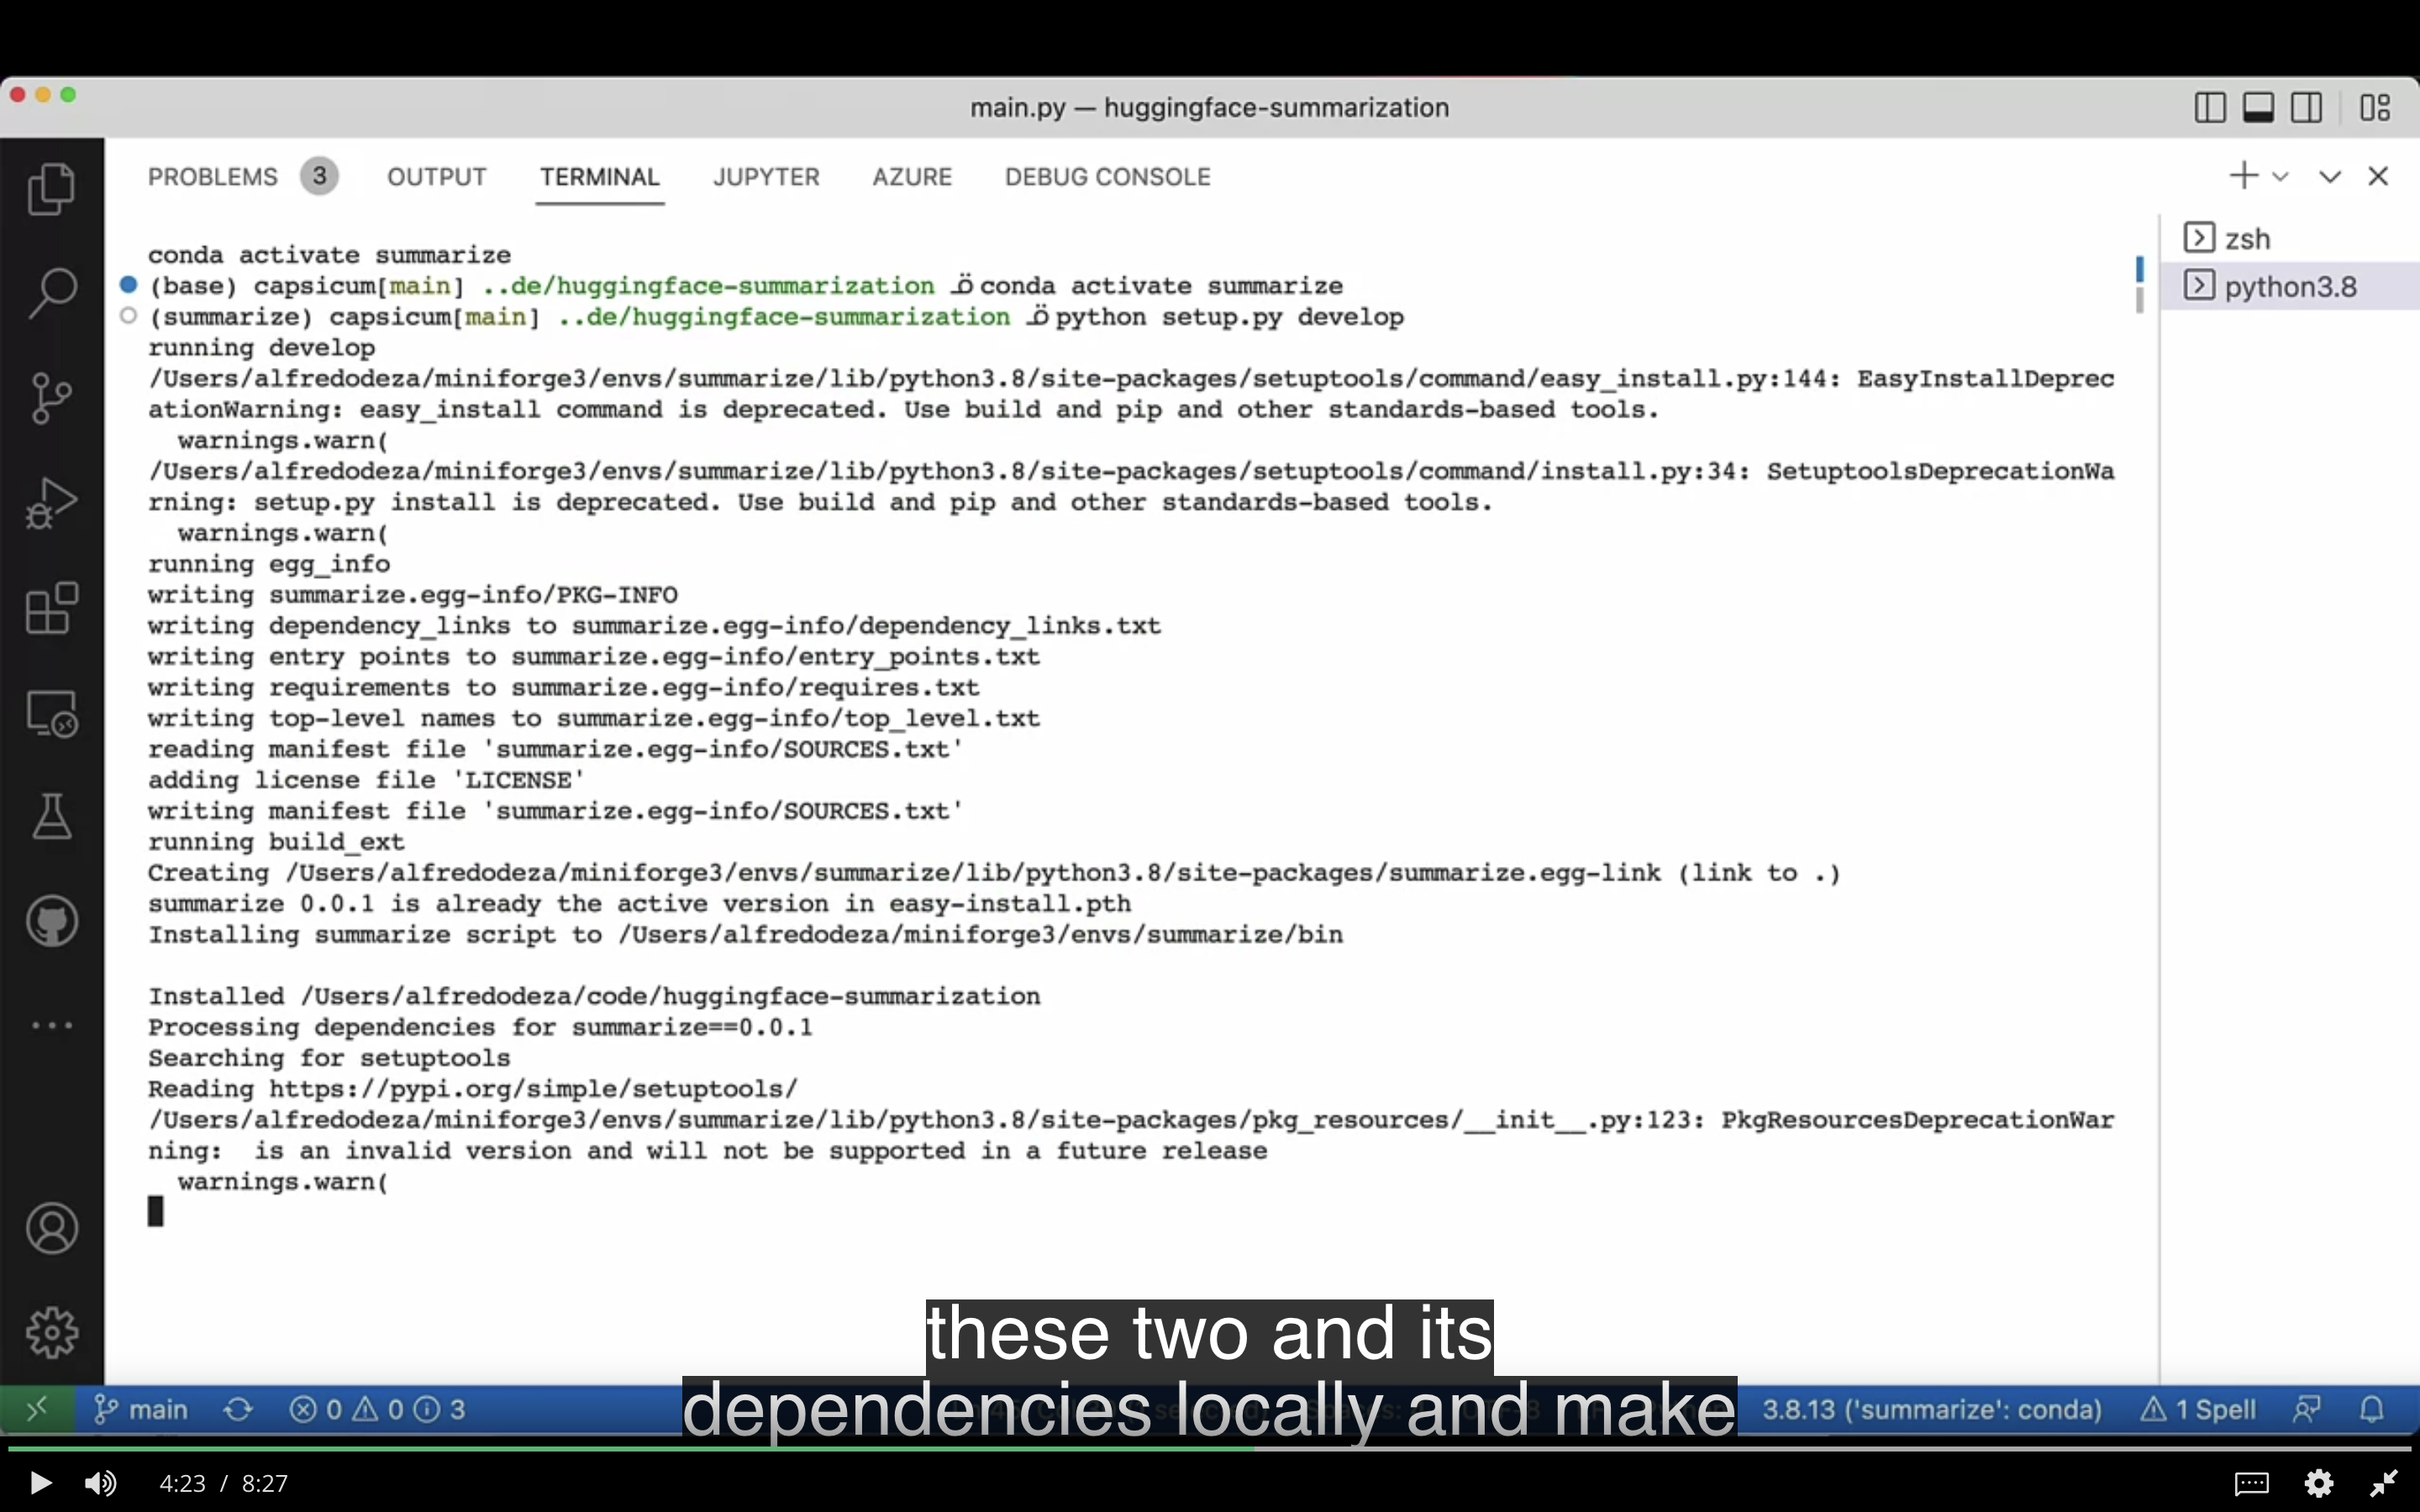 main.py — huggingface-summarization
PROBLEMS 3 OUTPUT TERMINAL JUPYTER AZURE DEBUG CONSOLE
zsh
python3.8
conda activate summarize
(base) capsicum[main] ..de/huggingface-summarization conda activate summarize
(summarize) capsicum[main] ..de/huggingface-summarization python setup.py develop
running develop
/Users/alfredodeza/miniforge3/envs/summarize/lib/python3.8/site-packages/setuptools/command/easy_install.py:144: EasyInstallDeprec
ationWarning: easy_install command is deprecated. Use build and pip and other standards-based tools.
  warnings.warn(
/Users/alfredodeza/miniforge3/envs/summarize/lib/python3.8/site-packages/setuptools/command/install.py:34: SetuptoolsDeprecationWa
rning: setup.py install is deprecated. Use build and pip and other standards-based tools.
  warnings.warn(
running egg_info
writing summarize.egg-info/PKG-INFO
writing dependency_links to summarize.egg-info/dependency_links.txt
writing entry points to summarize.egg-info/entry_points.txt
writing requirements to summarize.egg-info/requires.txt
writing top-level names to summarize.egg-info/top_level.txt
reading manifest file 'summarize.egg-info/SOURCES.txt'
adding license file 'LICENSE'
writing manifest file 'summarize.egg-info/SOURCES.txt'
running build_ext
Creating /Users/alfredodeza/miniforge3/envs/summarize/lib/python3.8/site-packages/summarize.egg-link (link to .)
summarize 0.0.1 is already the active version in easy-install.pth
Installing summarize script to /Users/alfredodeza/miniforge3/envs/summarize/bin
Installed /Users/alfredodeza/code/huggingface-summarization
Processing dependencies for summarize==0.0.1
Searching for setuptools
Reading https://pypi.org/simple/setuptools/
/Users/alfredodeza/miniforge3/envs/summarize/lib/python3.8/site-packages/pkg_resources/__init__.py:123: PkgResourcesDeprecationWar
ning:  is an invalid version and will not be supported in a future release
  warnings.warn(
these two and its
dependencies locally and make
main 0 0 3 3.8.13 ('summarize': conda) 1 Spell
4:23 / 8:27